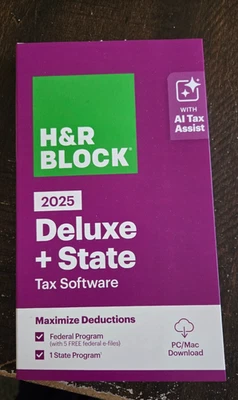 WITH
AI Tax
Assist
H&R
BLOCK®
2025
Deluxe
+ State
Tax Software
Maximize Deductions
Federal Program
(with 5 FREE federal e-files)
1 State Program¹
PC/Mac
Download